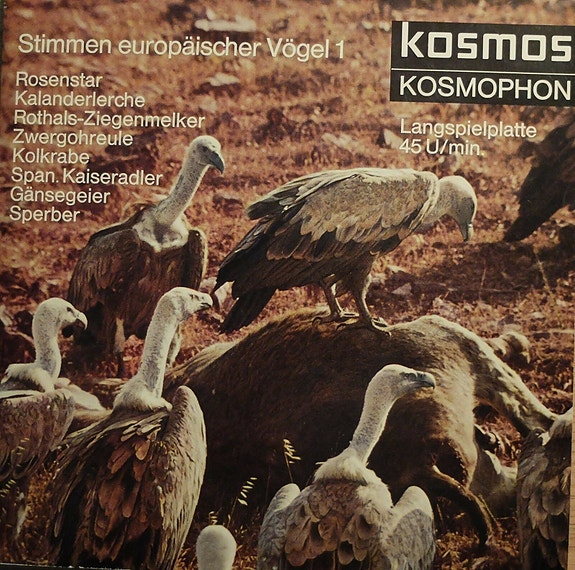 Stimmen europäischer Vögel 1
Rosenstar
Kalanderlerche
Rothals-Ziegenmelker
Zwergohreule
Kolkrabe
Span. Kaiseradler
Gänsegeier
Sperber
kosmos
KOSMOPHON
Langspielplatte
45 U/min.